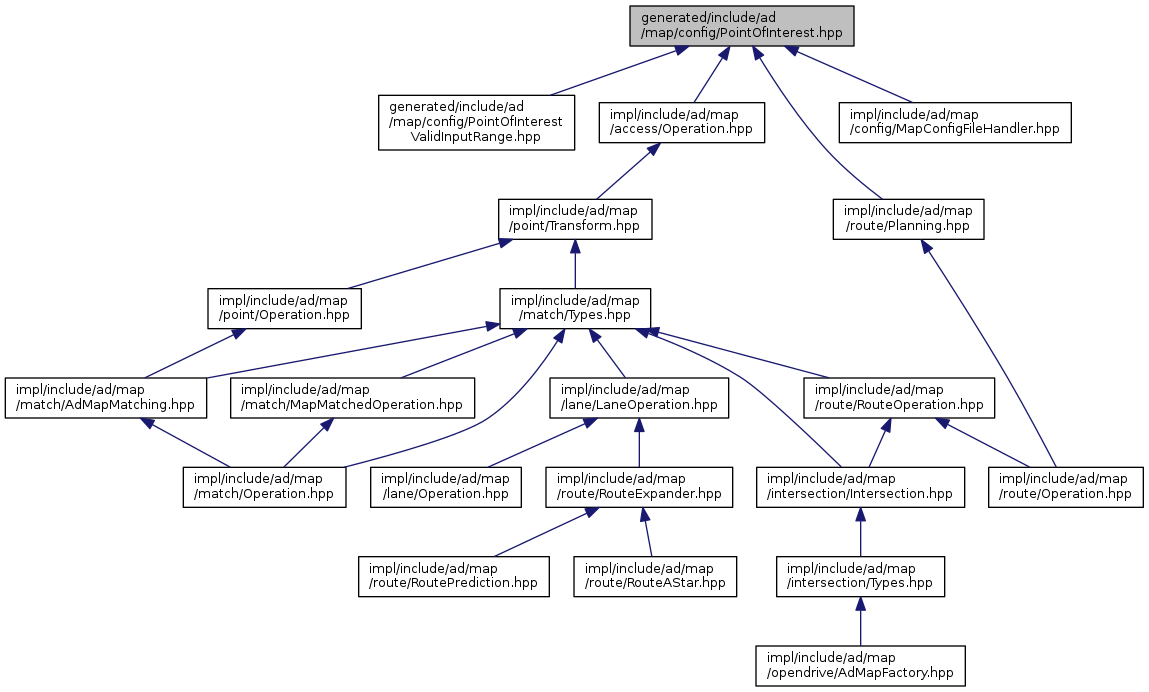 generated/include/ad
/map/config/PointOfInterest.hpp
generated/include/ad
/map/config/PointOfInterest
ValidInputRange.hpp
impl/include/ad/map
/access/Operation.hpp
impl/include/ad/map
/config/MapConfigFileHandler.hpp
impl/include/ad/map
/point/Transform.hpp
impl/include/ad/map
/route/Planning.hpp
impl/include/ad/map
/point/Operation.hpp
impl/include/ad/map
/match/Types.hpp
impl/include/ad/map
/match/AdMapMatching.hpp
impl/include/ad/map
/match/MapMatchedOperation.hpp
impl/include/ad/map
/lane/LaneOperation.hpp
impl/include/ad/map
/route/RouteOperation.hpp
impl/include/ad/map
/match/Operation.hpp
impl/include/ad/map
/lane/Operation.hpp
impl/include/ad/map
/route/RouteExpander.hpp
impl/include/ad/map
/intersection/Intersection.hpp
impl/include/ad/map
/route/Operation.hpp
impl/include/ad/map
/route/RoutePrediction.hpp
impl/include/ad/map
/route/RouteAStar.hpp
impl/include/ad/map
/intersection/Types.hpp
impl/include/ad/map
/opendrive/AdMapFactory.hpp